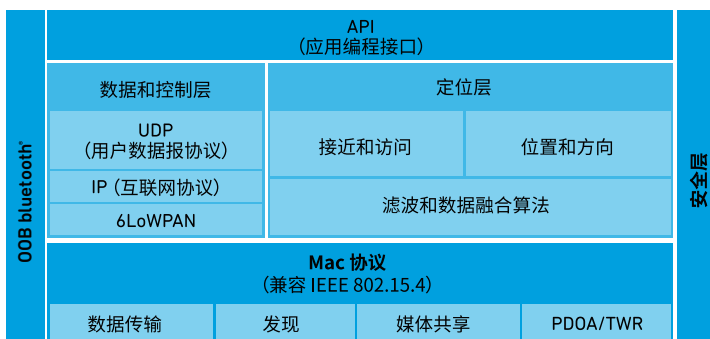 OOB bluetooth®
API
（应用编程接口）
数据和控制层
UDP
（用户数据报协议）
IP（互联网协议）
6LoWPAN
定位层
接近和访问
位置和方向
滤波和数据融合算法
Mac 协议
（兼容 IEEE 802.15.4）
数据传输
发现
媒体共享
PDOA/TWR
安全层